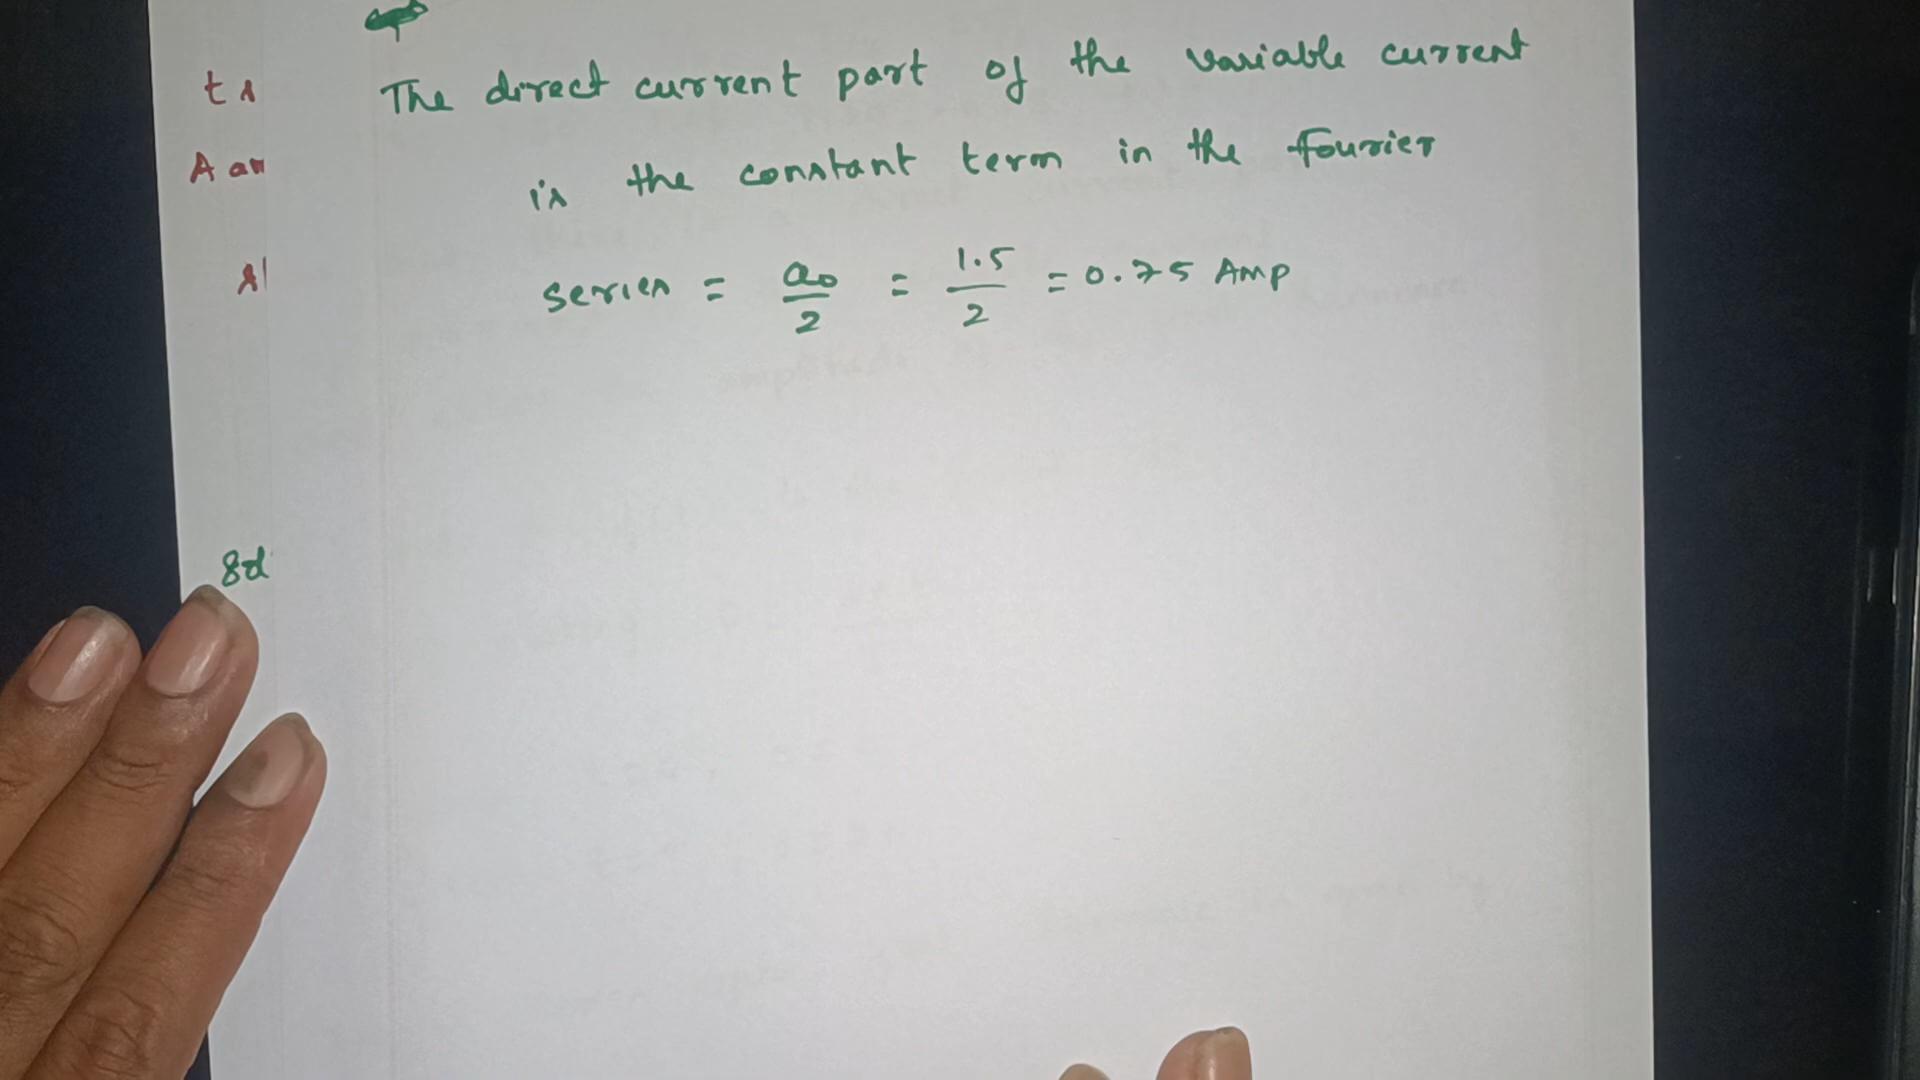 The direct current part of the variable current
is the constant term in the fourier
series = a₀/2 = 1.5/2 = 0.75 Amp